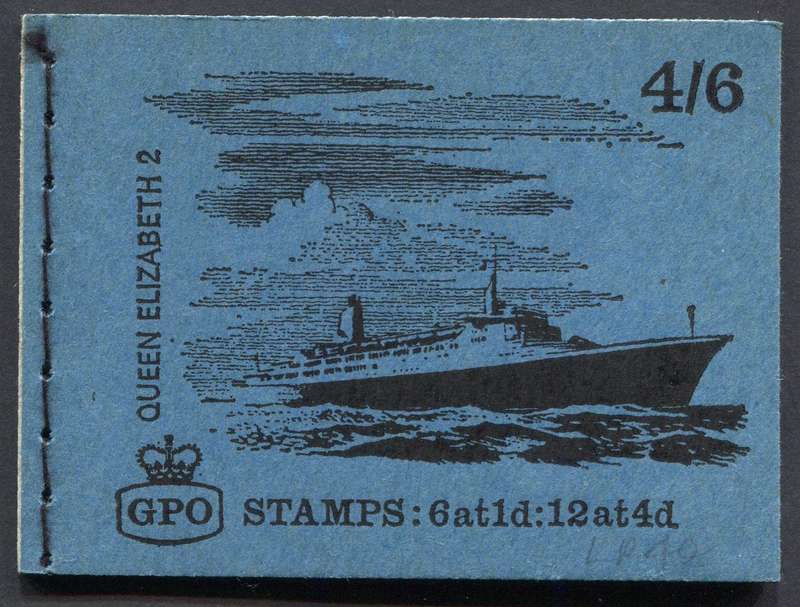 4/6
QUEEN ELIZABETH 2
GPO
STAMPS: 6at1d:12at4d